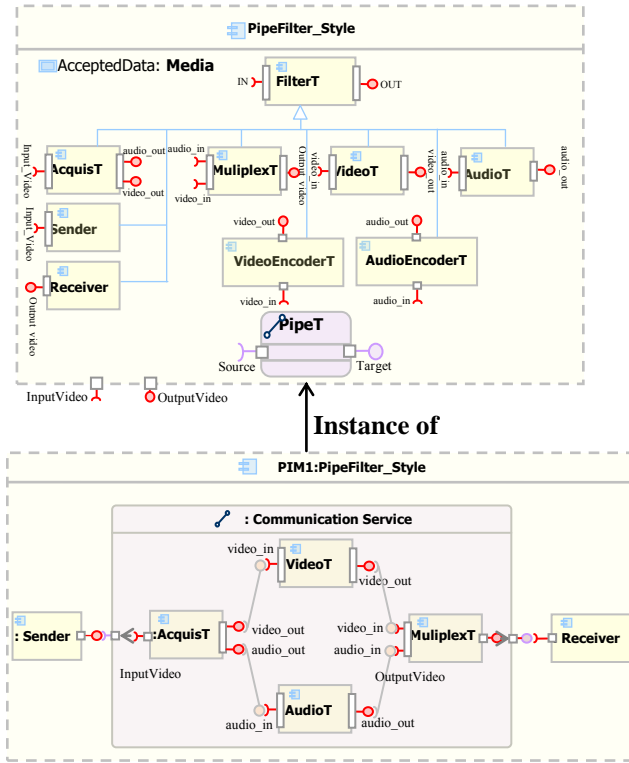 PipeFilter_Style
AcceptedData: Media
IN
FilterT
OUT
Input_Video
AcquisT
audio_out
video_out
audio_in
video_in
MuliplexT
Output_video
video_in
VideoT
video_out
audio_in
AudioT
audio_out
Input_Video
Sender
Receiver
Outout video
video_out
VideoEncoderT
video_in
audio_out
AudioEncoderT
audio_in
PipeT
Source
Target
InputVideo
OutputVideo
Instance of
PIM1:PipeFilter_Style
: Communication Service
video_in
VideoT
video_out
: Sender
:AcquisT
video_out
audio_out
InputVideo
video_in
audio_in
MuliplexT
OutputVideo
Receiver
audio_in
AudioT
audio_out